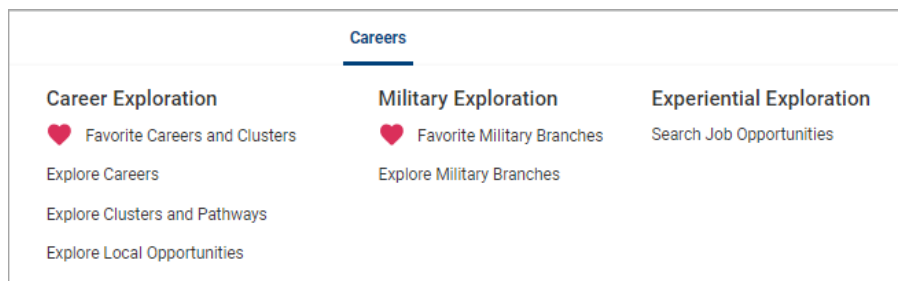 Careers
Career Exploration
Favorite Careers and Clusters
Explore Careers
Explore Clusters and Pathways
Explore Local Opportunities
Military Exploration
Favorite Military Branches
Explore Military Branches
Experiential Exploration
Search Job Opportunities